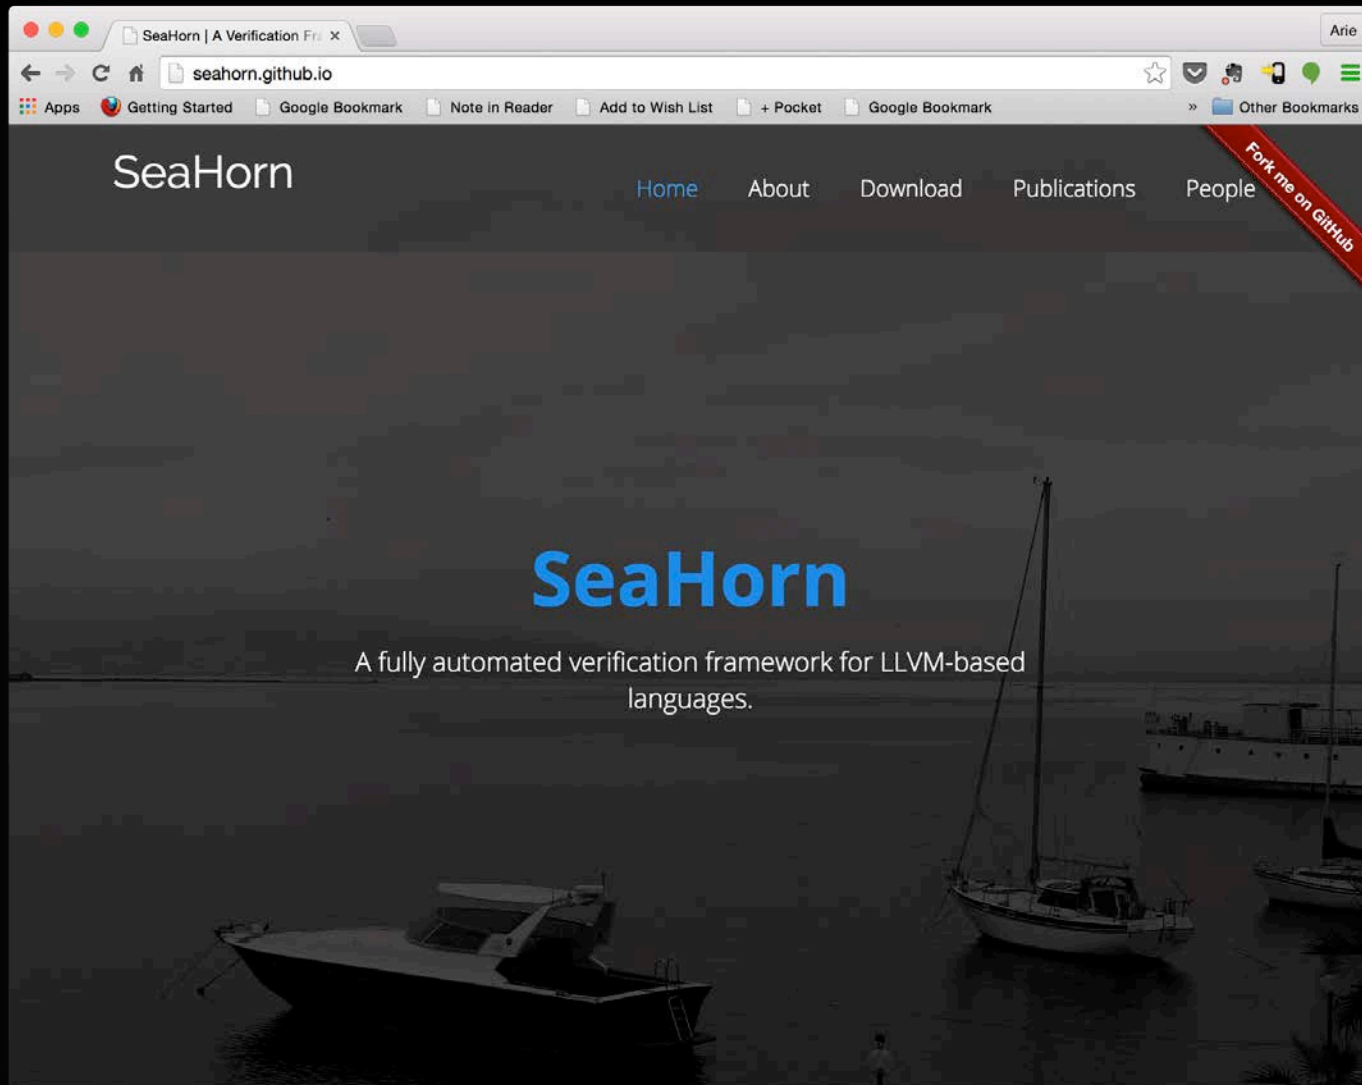 SeaHorn | A Verification Fra
Arie
seahorn.github.io
Apps Getting Started Google Bookmark Note in Reader Add to Wish List + Pocket Google Bookmark » Other Bookmarks
SeaHorn
Home About Download Publications People
Fork me on GitHub
SeaHorn
A fully automated verification framework for LLVM-based
languages.